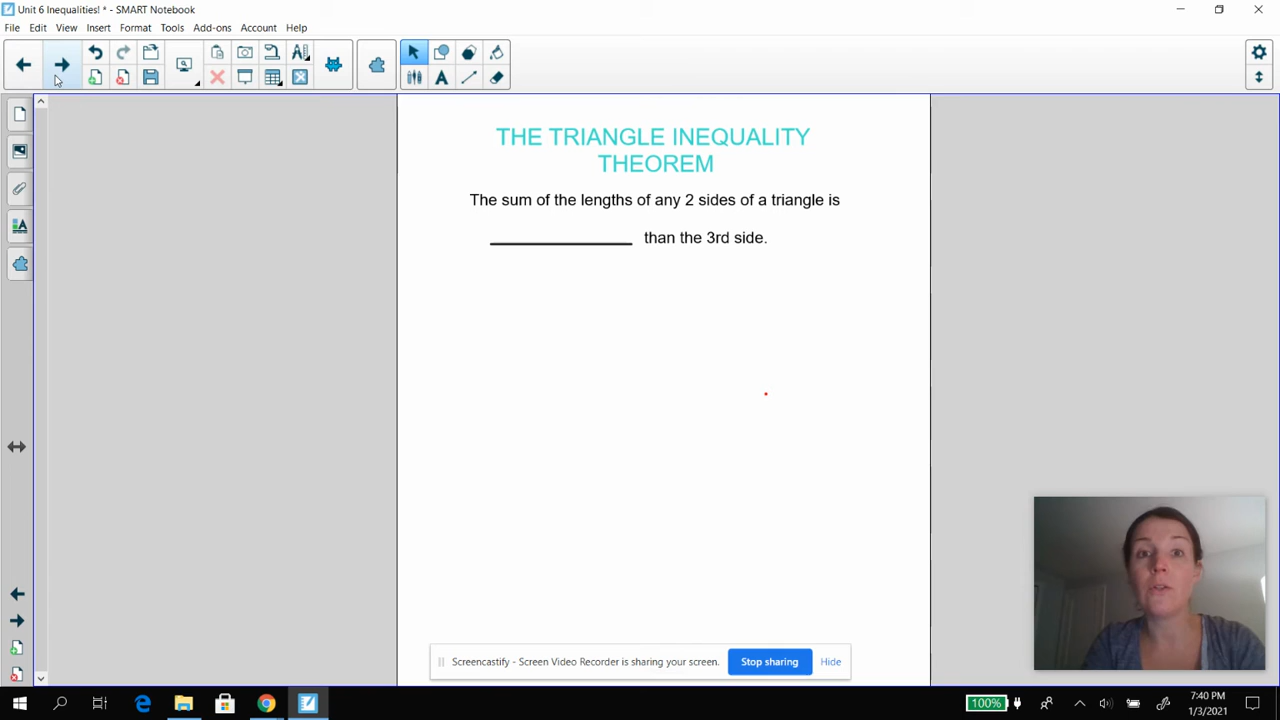 Unit 6 Inequalities! * - SMART Notebook
File Edit View Insert Format Tools Add-ons Account Help
THE TRIANGLE INEQUALITY
THEOREM
The sum of the lengths of any 2 sides of a triangle is
than the 3rd side.
Screencastify - Screen Video Recorder is sharing your screen.
Stop sharing
Hide
100%
7:40 PM
1/3/2021